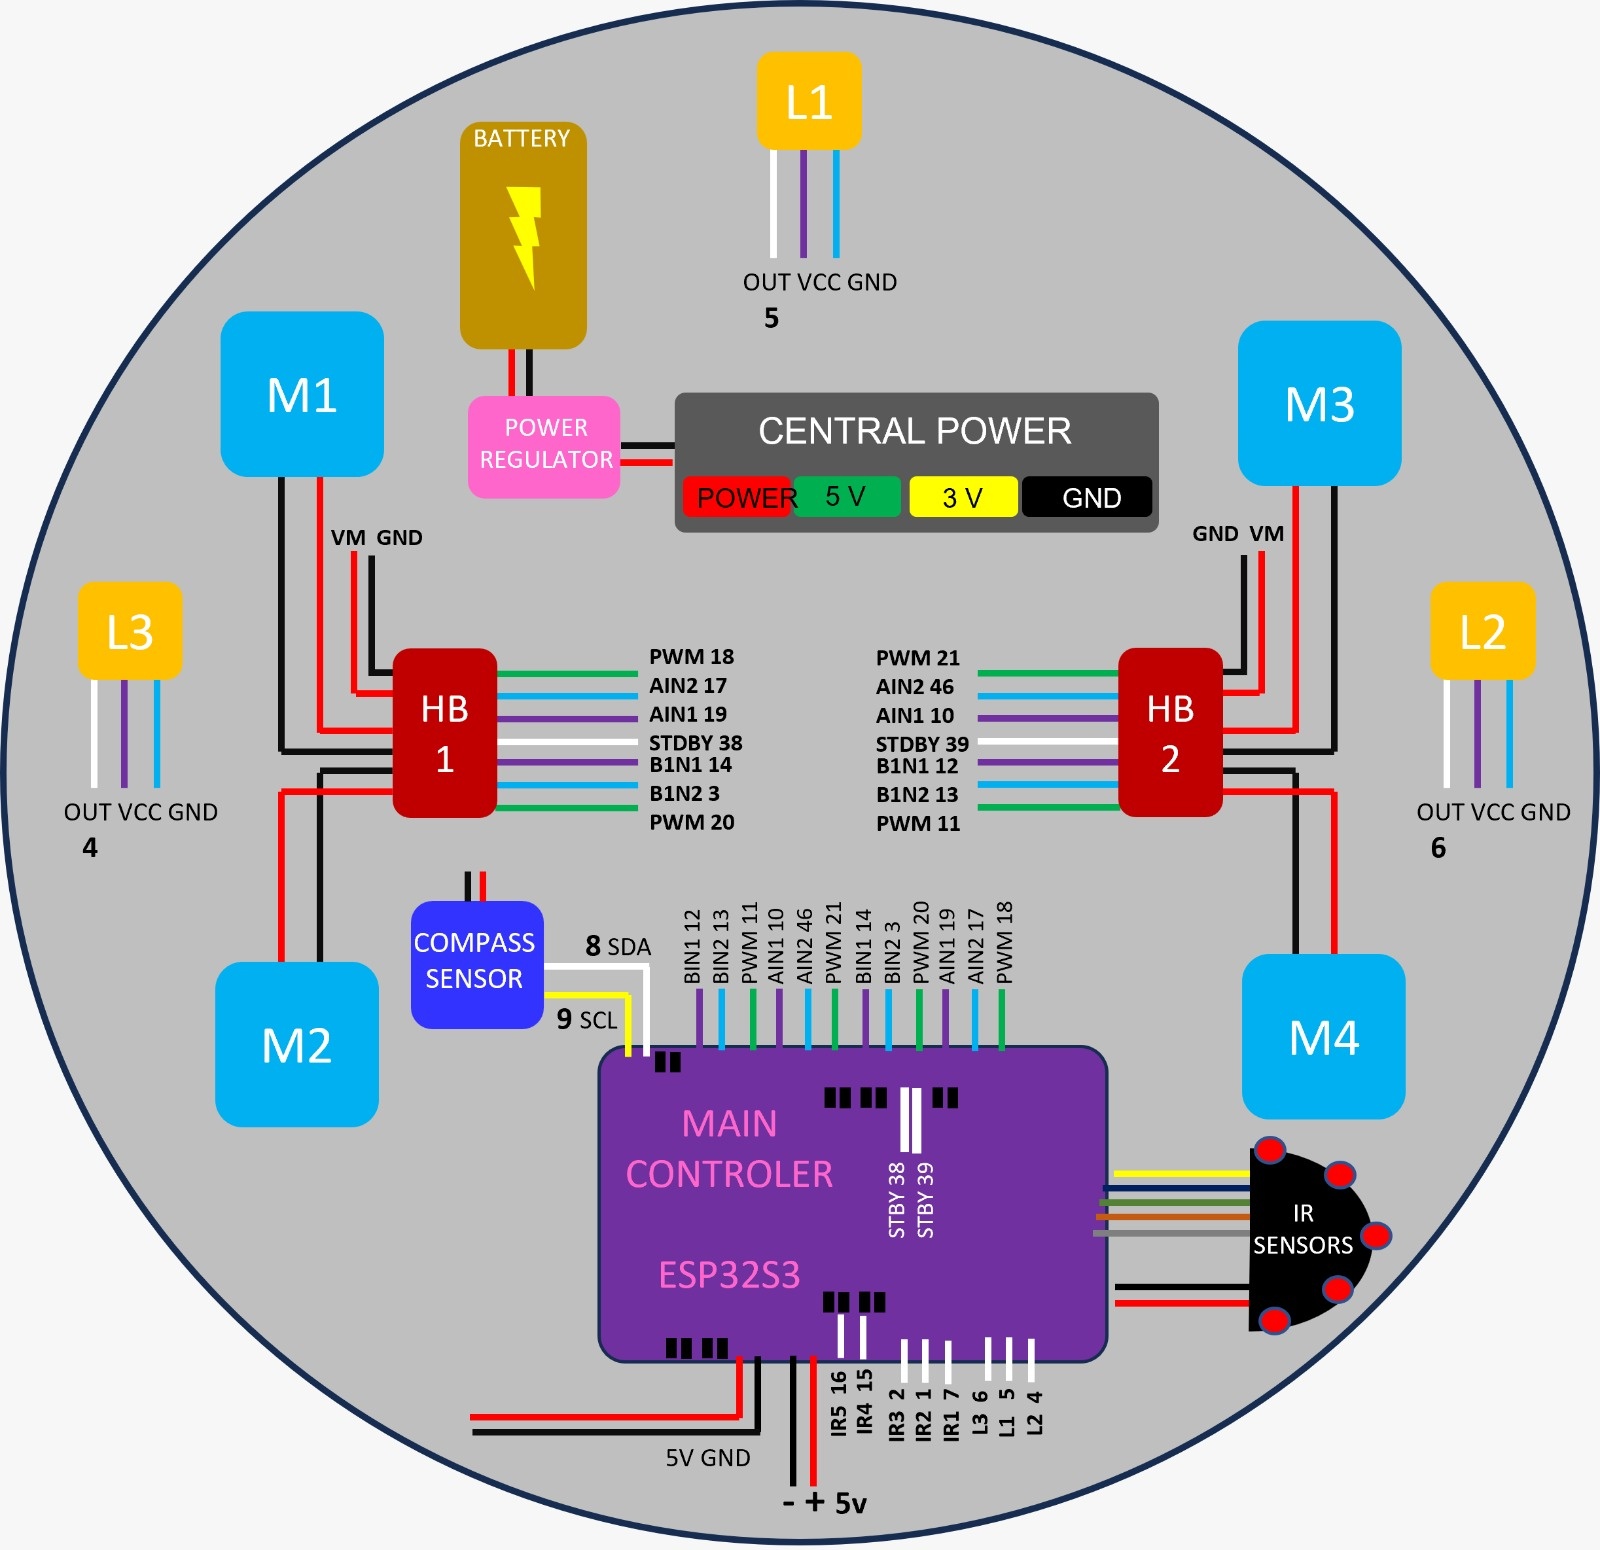 L1
BATTERY
OUT VCC GND
5
M1
M3
POWER
REGULATOR
CENTRAL POWER
POWER
5 V
3 V
GND
VM GND
GND VM
L3
OUT VCC GND
4
L2
OUT VCC GND
6
HB
1
PWM 18
AIN2 17
AIN1 19
STDBY 38
B1N1 14
B1N2 3
PWM 20
PWM 21
AIN2 46
AIN1 10
STDBY 39
B1N1 12
B1N2 13
PWM 11
HB
2
COMPASS
SENSOR
8 SDA
9 SCL
BIN1 12
BIN2 13
PWM 11
AIN1 10
AIN2 46
PWM 21
BIN1 14
BIN2 3
PWM 20
AIN1 19
AIN2 17
PWM 18
M2
M4
MAIN
CONTROLER
ESP32S3
STBY 38
STBY 39
IR
SENSORS
IR5 16
IR4 15
IR3 2
IR2 1
IR1 7
L3 6
L1 5
L2 4
5V GND
- + 5v